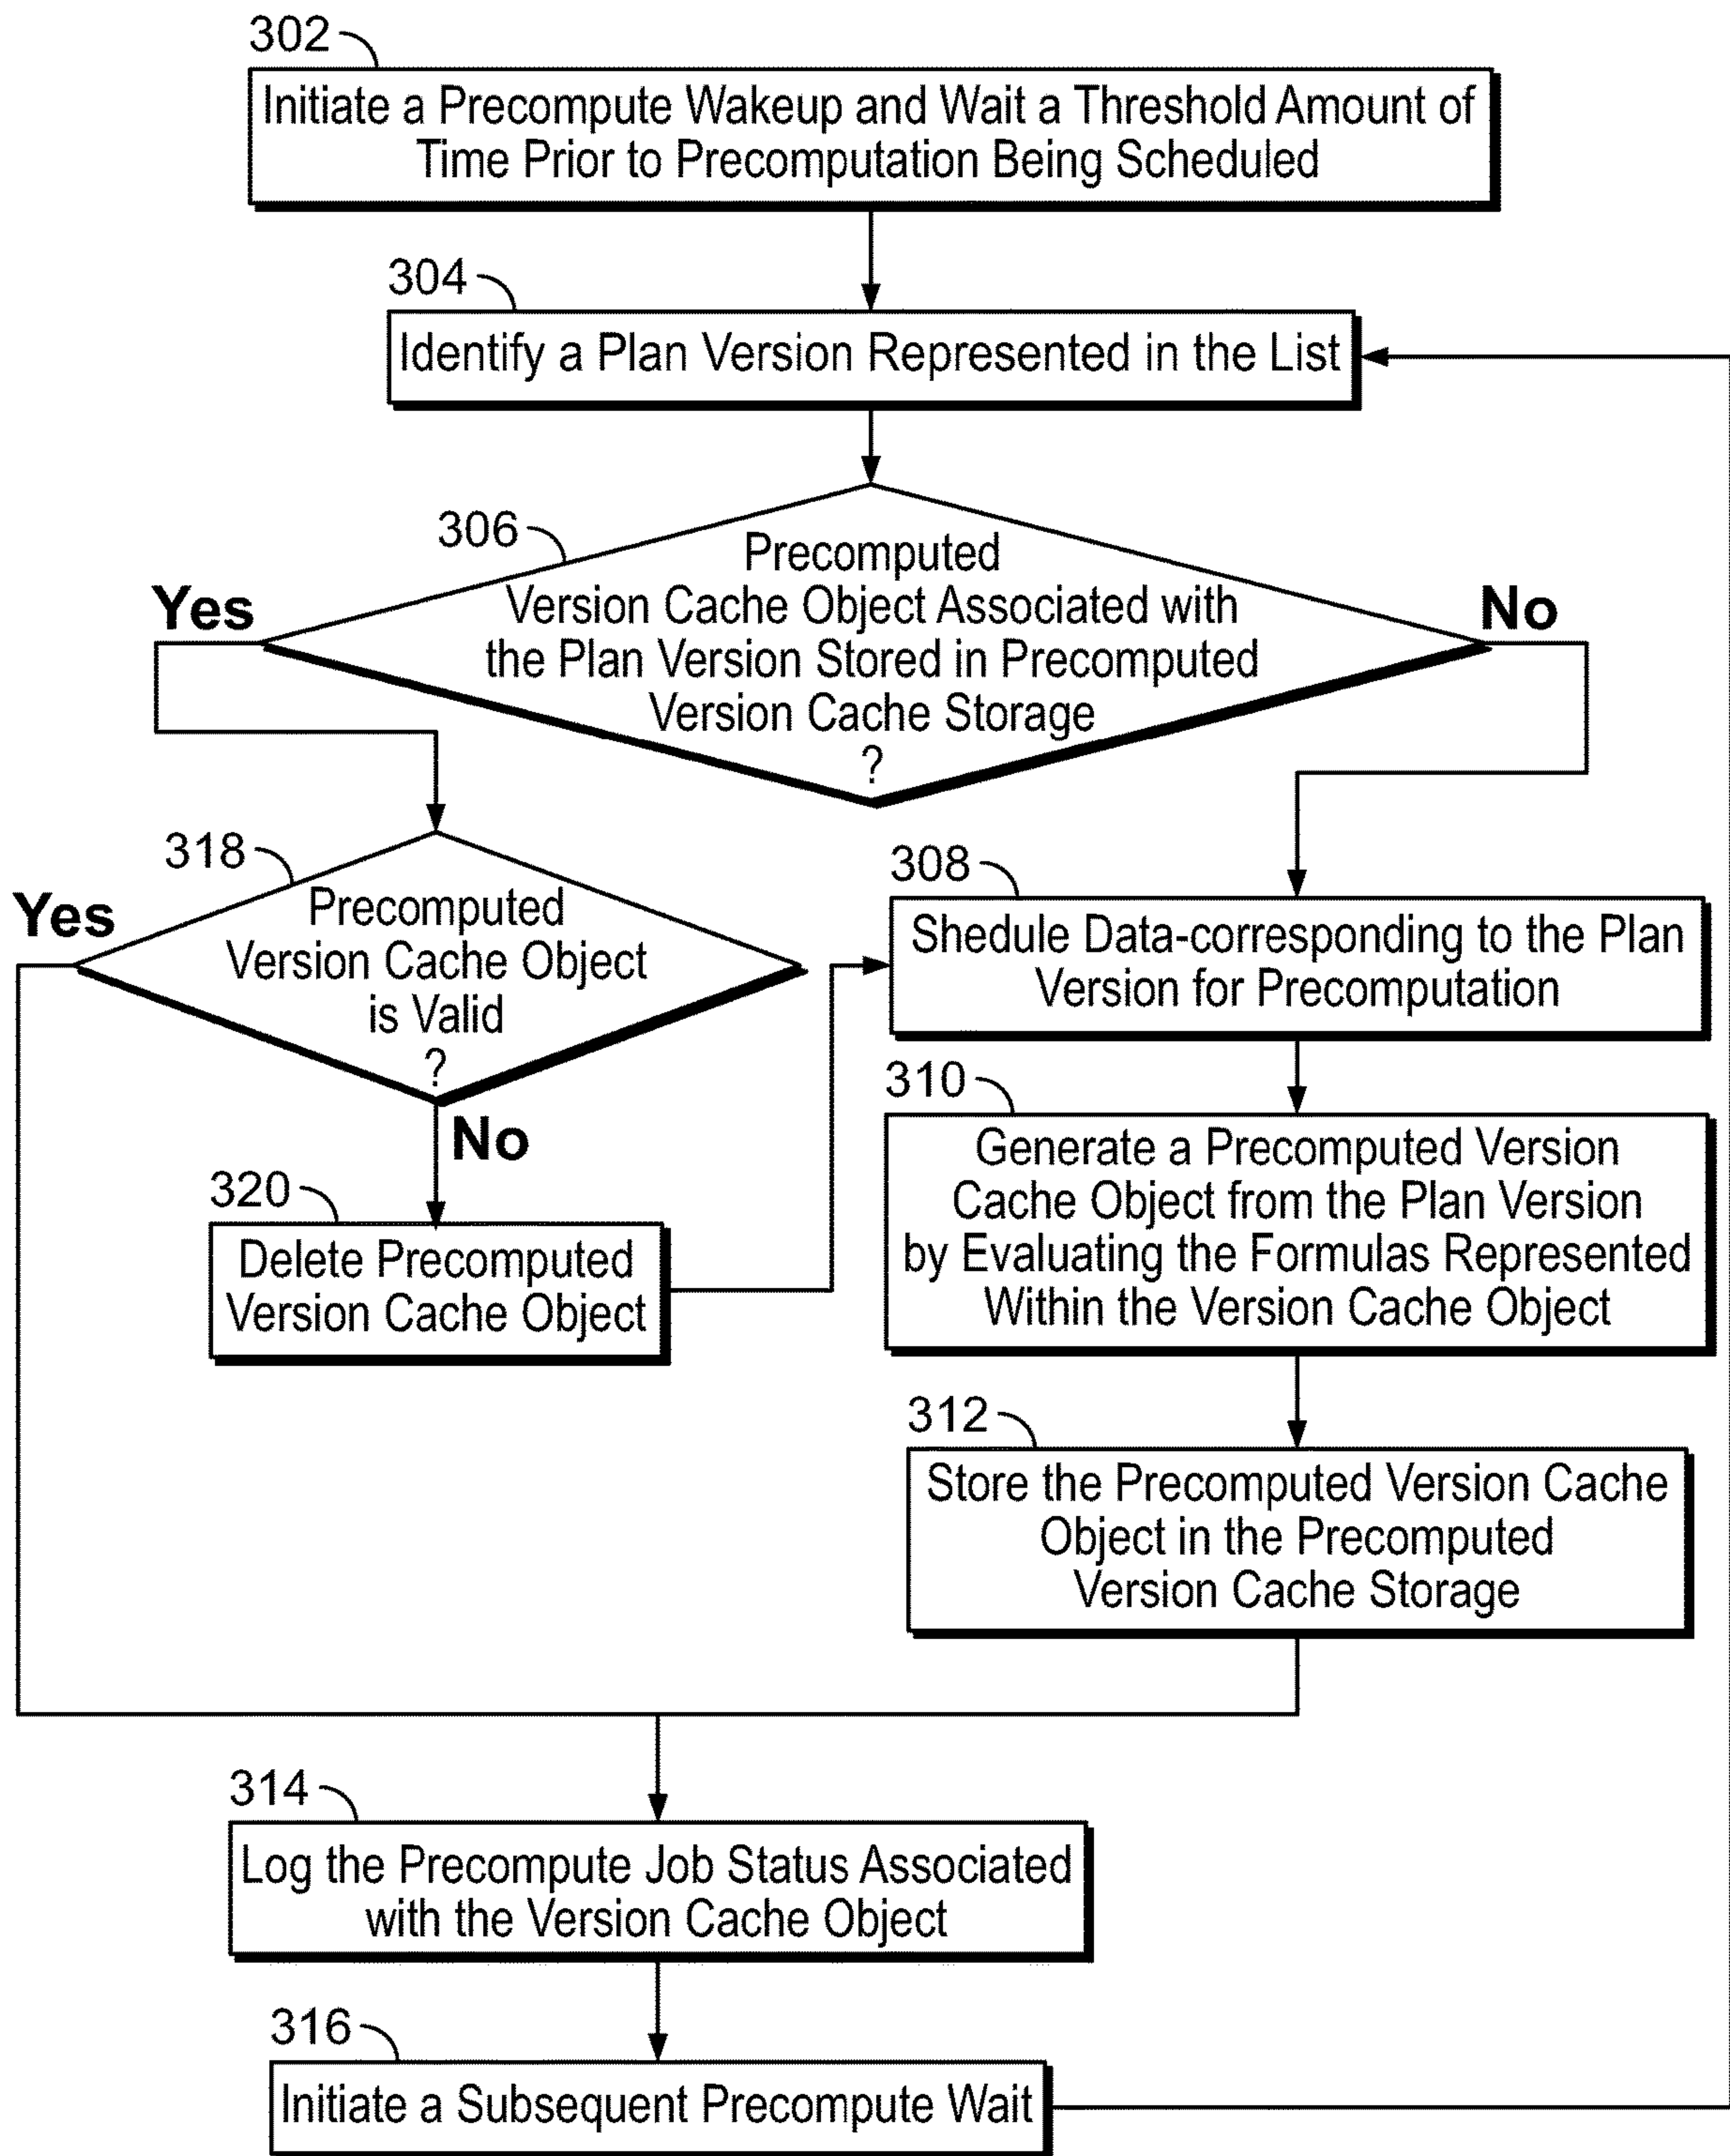 302
Initiate a Precompute Wakeup and Wait a Threshold Amount of
Time Prior to Precomputation Being Scheduled
304
Identify a Plan Version Represented in the List
306
Precomputed
Version Cache Object Associated with
the Plan Version Stored in Precomputed
Version Cache Storage
?
Yes
No
318
Precomputed
Version Cache Object
is Valid
?
Yes
No
308
Shedule Data-corresponding to the Plan
Version for Precomputation
310
Generate a Precomputed Version
Cache Object from the Plan Version
by Evaluating the Formulas Represented
Within the Version Cache Object
320
Delete Precomputed
Version Cache Object
312
Store the Precomputed Version Cache
Object in the Precomputed
Version Cache Storage
314
Log the Precompute Job Status Associated
with the Version Cache Object
316
Initiate a Subsequent Precompute Wait